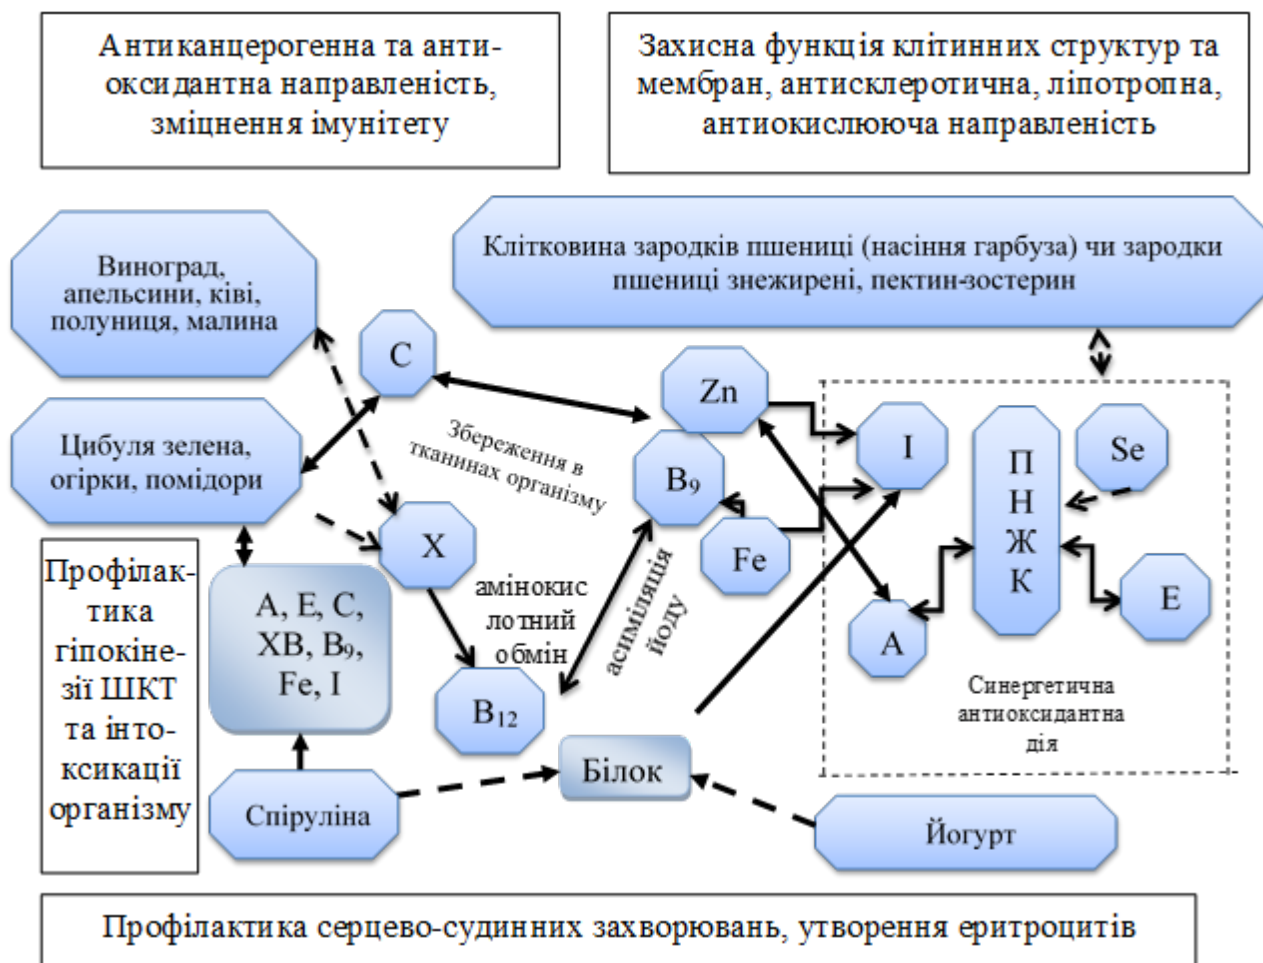 Антиканцерогенна та анти-
оксидантна направленість,
зміцнення імунітету
Захисна функція клітинних структур та
мембран, антисклеротична, ліпотропна,
антиокислююча направленість
Виноград,
апельсини, ківі,
полуниця, малина
Клітковина зародків пшениці (насіння гарбуза) чи зародки
пшениці знежирені, пектин-зостерин
C
Zn
I
П
Н
Ж
К
Se
Цибуля зелена,
огірки, помідори
Збереження в
тканинах організму
B₉
Fe
X
E
A
Профілак-
тика
гіпокіне-
зії ШКТ
та інто-
ксикації
організму
A, E, C,
XB, B₉,
Fe, I
амінокис
лотний
обмін
асиміляція
йоду
B₁₂
Синергетична
антиоксидантна
дія
Білок
Спіруліна
Йогурт
Профілактика серцево-судинних захворювань, утворення еритроцитів